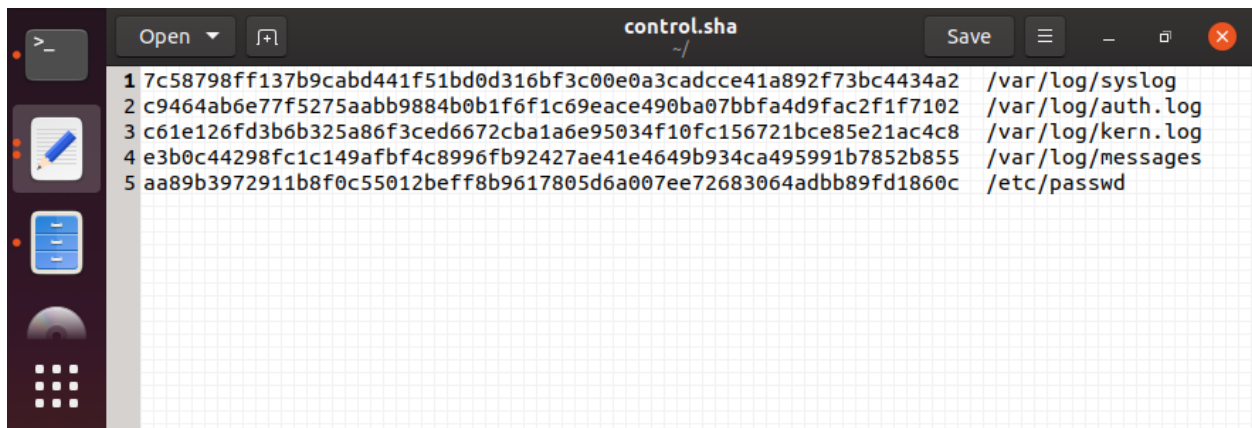 Open
control.sha
~/
Save
1 7c58798ff137b9cabd441f51bd0d316bf3c00e0a3cadcce41a892f73bc4434a2 /var/log/syslog
2 c9464ab6e77f5275aabb9884b0b1f6f1c69eace490ba07bbfa4d9fac2f1f7102 /var/log/auth.log
3 c61e126fd3b6b325a86f3ced6672cba1a6e95034f10fc156721bce85e21ac4c8 /var/log/kern.log
4 e3b0c44298fc1c149afbf4c8996fb92427ae41e4649b934ca495991b7852b855 /var/log/messages
5 aa89b3972911b8f0c55012beff8b9617805d6a007ee72683064adbb89fd1860c /etc/passwd